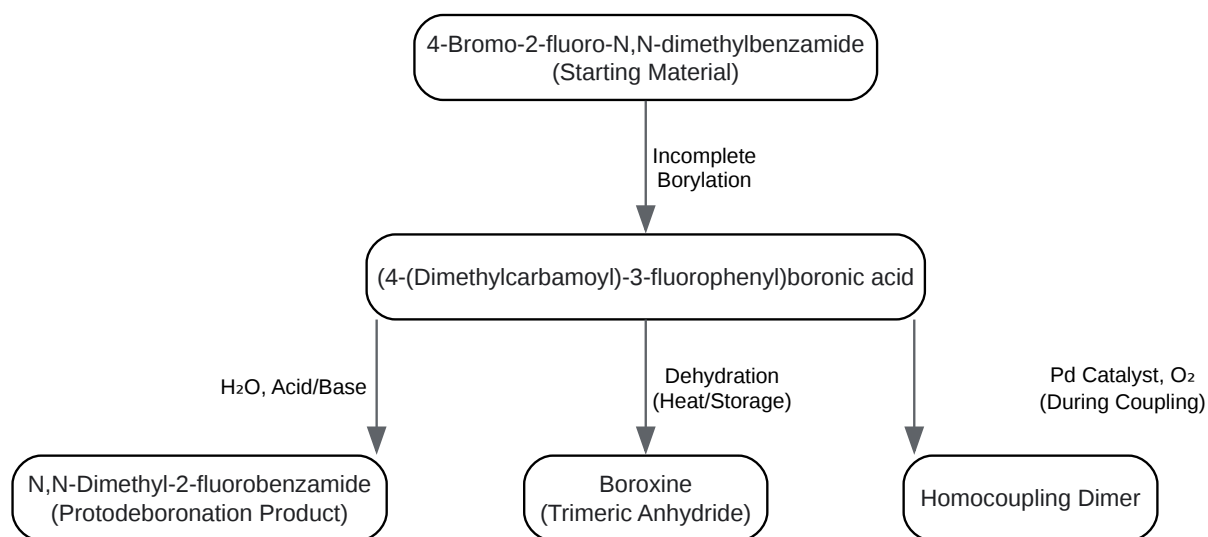 4-Bromo-2-fluoro-N,N-dimethylbenzamide
(Starting Material)
Incomplete
Borylation
(4-(Dimethylcarbamoyl)-3-fluorophenyl)boronic acid
H₂O, Acid/Base
Dehydration
(Heat/Storage)
Pd Catalyst, O₂
(During Coupling)
N,N-Dimethyl-2-fluorobenzamide
(Protodeboronation Product)
Boroxine
(Trimeric Anhydride)
Homocoupling Dimer